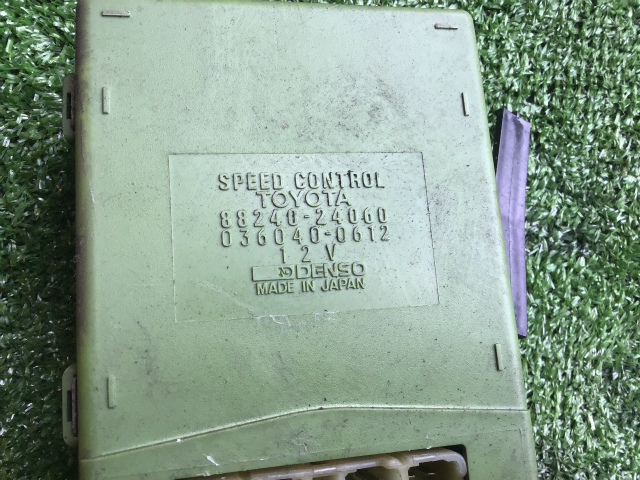 SPEED CONTROL
TOYOTA
88240-24060
036040-0612
12V
DENSO
MADE IN JAPAN